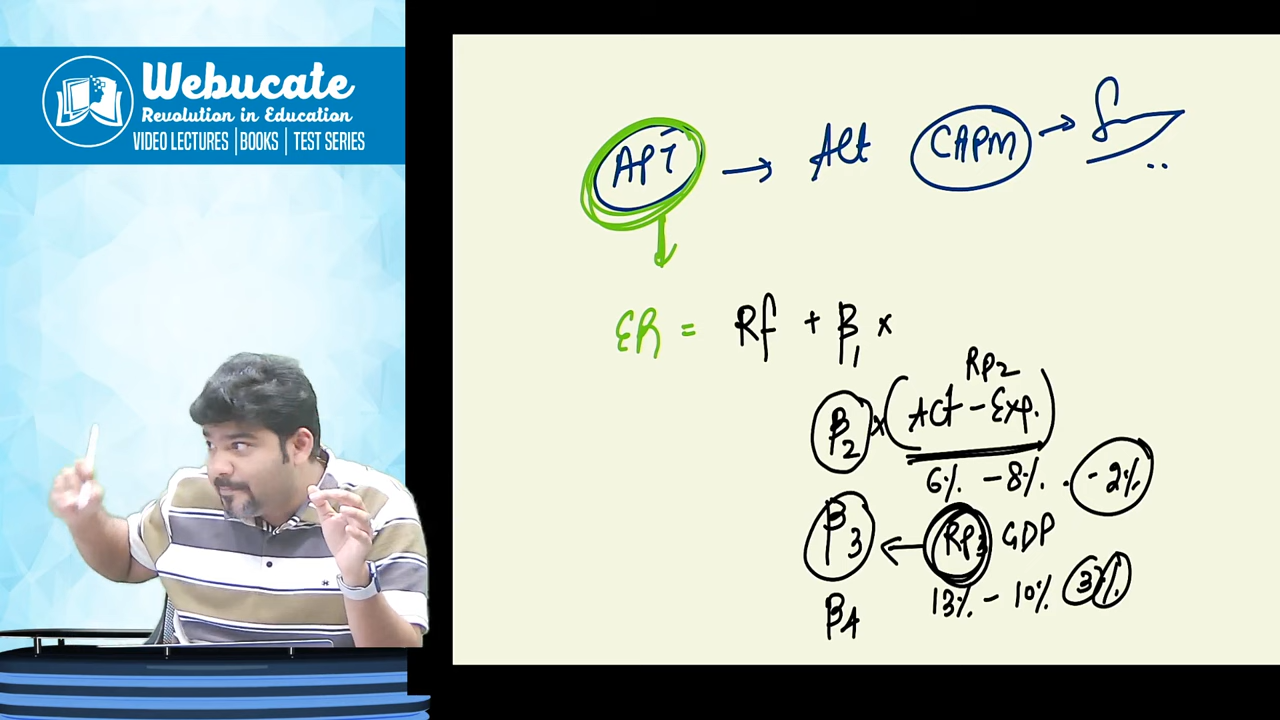 Webucate
Revolution in Education
VIDEO LECTURES | BOOKS | TEST SERIES
APT → Alt CAPM →
ER = Rf + β1 ×
RP2
β2 × (Act - Exp.)
6% - 8% . -2%
β3 ← RP3 GDP
13% - 10% 3%
β4